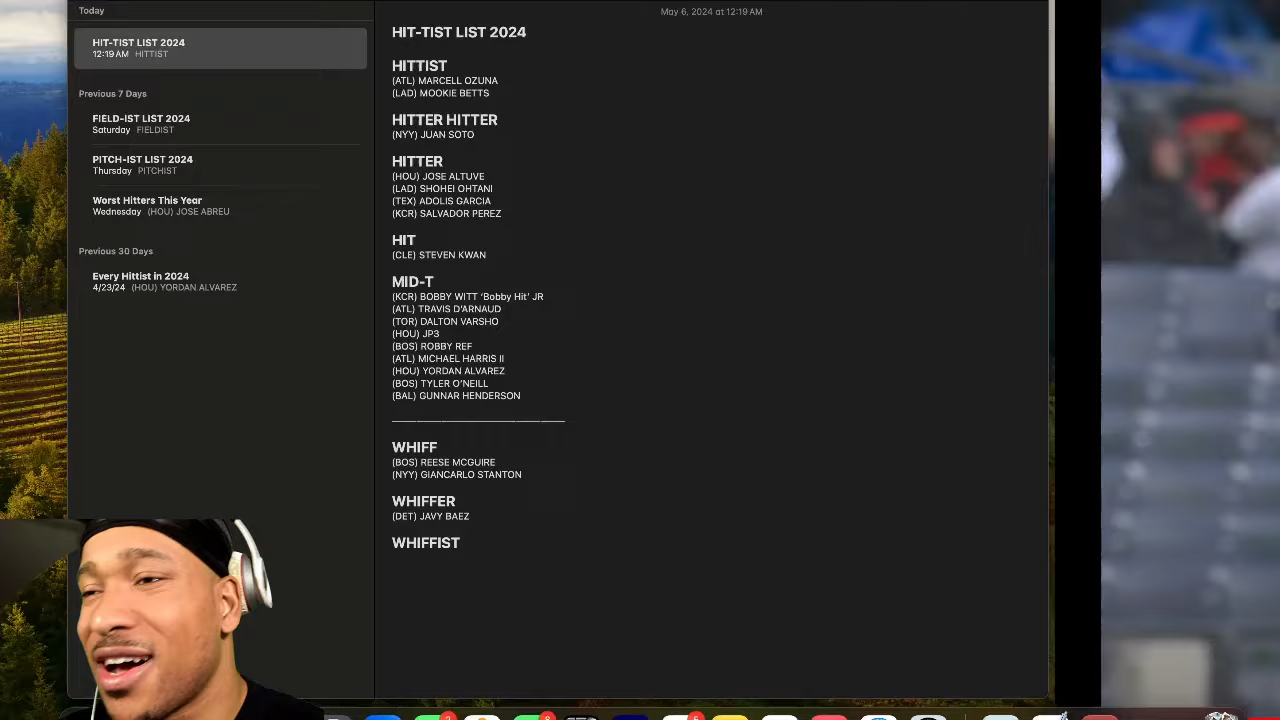 Today
HIT-TIST LIST 2024
12:19 AM HITTIST
Previous 7 Days
FIELD-IST LIST 2024
Saturday FIELDIST
PITCH-IST LIST 2024
Thursday PITCHIST
Worst Hitters This Year
Wednesday (HOU) JOSE ABREU
Previous 30 Days
Every Hittist in 2024
4/23/24 (HOU) YORDAN ALVAREZ
May 6, 2024 at 12:19 AM
HIT-TIST LIST 2024
HITTIST
(ATL) MARCELL OZUNA
(LAD) MOOKIE BETTS
HITTER HITTER
(NYY) JUAN SOTO
HITTER
(HOU) JOSE ALTUVE
(LAD) SHOHEI OHTANI
(TEX) ADOLIS GARCIA
(KCR) SALVADOR PEREZ
HIT
(CLE) STEVEN KWAN
MID-T
(KCR) BOBBY WITT ‘Bobby Hit’ JR
(ATL) TRAVIS D’ARNAUD
(TOR) DALTON VARSHO
(HOU) JP3
(BOS) ROBBY REF
(ATL) MICHAEL HARRIS II
(HOU) YORDAN ALVAREZ
(BOS) TYLER O’NEILL
(BAL) GUNNAR HENDERSON
WHIFF
(BOS) REESE MCGUIRE
(NYY) GIANCARLO STANTON
WHIFFER
(DET) JAVY BAEZ
WHIFFIST